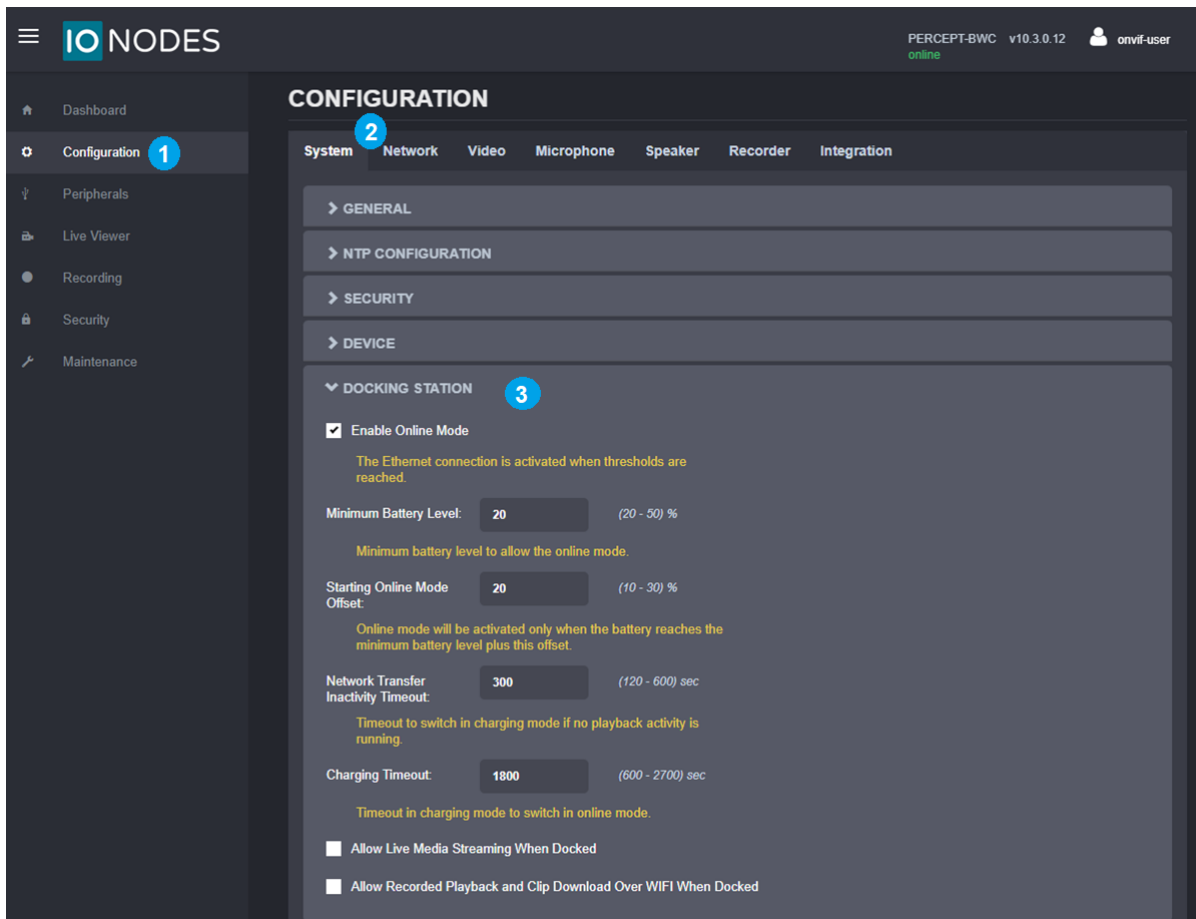 IONODES
PERCEPT-BWC v10.3.0.12
online
onvif-user
Dashboard
Configuration 1
Peripherals
Live Viewer
Recording
Security
Maintenance
CONFIGURATION
2
System Network Video Microphone Speaker Recorder Integration
GENERAL
NTP CONFIGURATION
SECURITY
DEVICE
DOCKING STATION 3
Enable Online Mode
The Ethernet connection is activated when thresholds are
reached.
Minimum Battery Level: 20 (20 - 50) %
Minimum battery level to allow the online mode.
Starting Online Mode
Offset: 20 (10 - 30) %
Online mode will be activated only when the battery reaches the
minimum battery level plus this offset.
Network Transfer
Inactivity Timeout: 300 (120 - 600) sec
Timeout to switch in charging mode if no playback activity is
running.
Charging Timeout: 1800 (600 - 2700) sec
Timeout in charging mode to switch in online mode.
Allow Live Media Streaming When Docked
Allow Recorded Playback and Clip Download Over WIFI When Docked